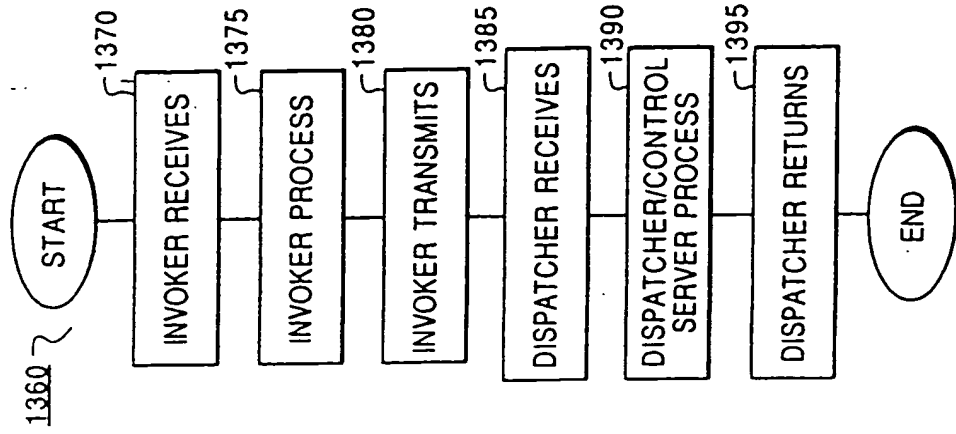 1360
START
1370
INVOKER RECEIVES
1375
INVOKER PROCESS
1380
INVOKER TRANSMITS
1385
DISPATCHER RECEIVES
1390
DISPATCHER/CONTROL
SERVER PROCESS
1395
DISPATCHER RETURNS
END